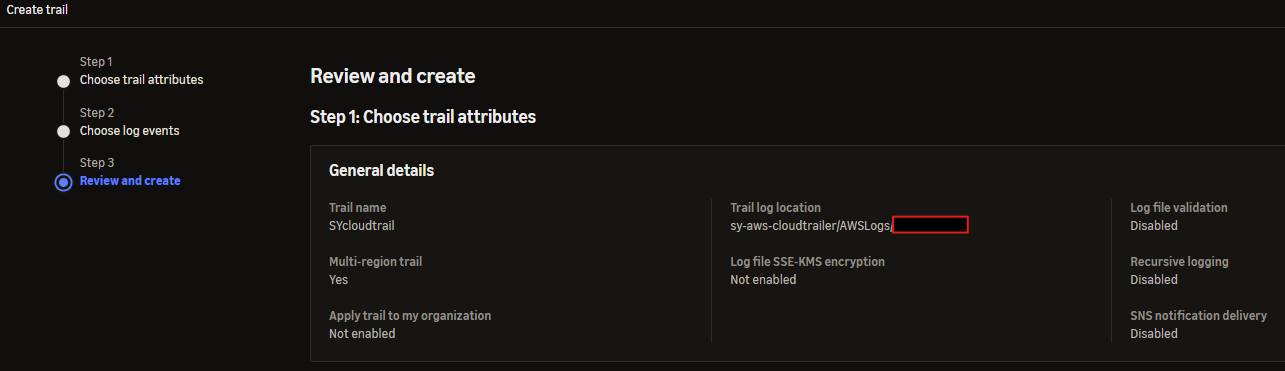 Create trail
Step 1
Choose trail attributes
Step 2
Choose log events
Step 3
Review and create
Review and create
Step 1: Choose trail attributes
General details
Trail name
SYcloudtrail
Multi-region trail
Yes
Apply trail to my organization
Not enabled
Trail log location
sy-aws-cloudtrailer/AWSLogs/
Log file SSE-KMS encryption
Not enabled
Log file validation
Disabled
Recursive logging
Disabled
SNS notification delivery
Disabled